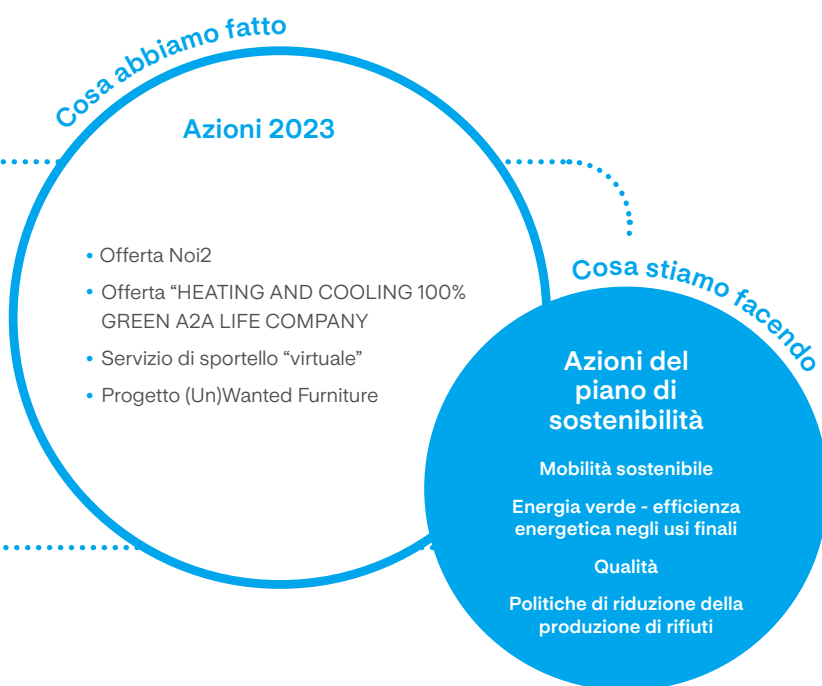 Cosa abbiamo fatto
Azioni 2023
• Offerta Noi2
• Offerta “HEATING AND COOLING 100%
GREEN A2A LIFE COMPANY
• Servizio di sportello “virtuale”
• Progetto (Un)Wanted Furniture
Cosa stiamo facendo
Azioni del
piano di
sostenibilità
Mobilità sostenibile
Energia verde - efficienza
energetica negli usi finali
Qualità
Politiche di riduzione della
produzione di rifiuti